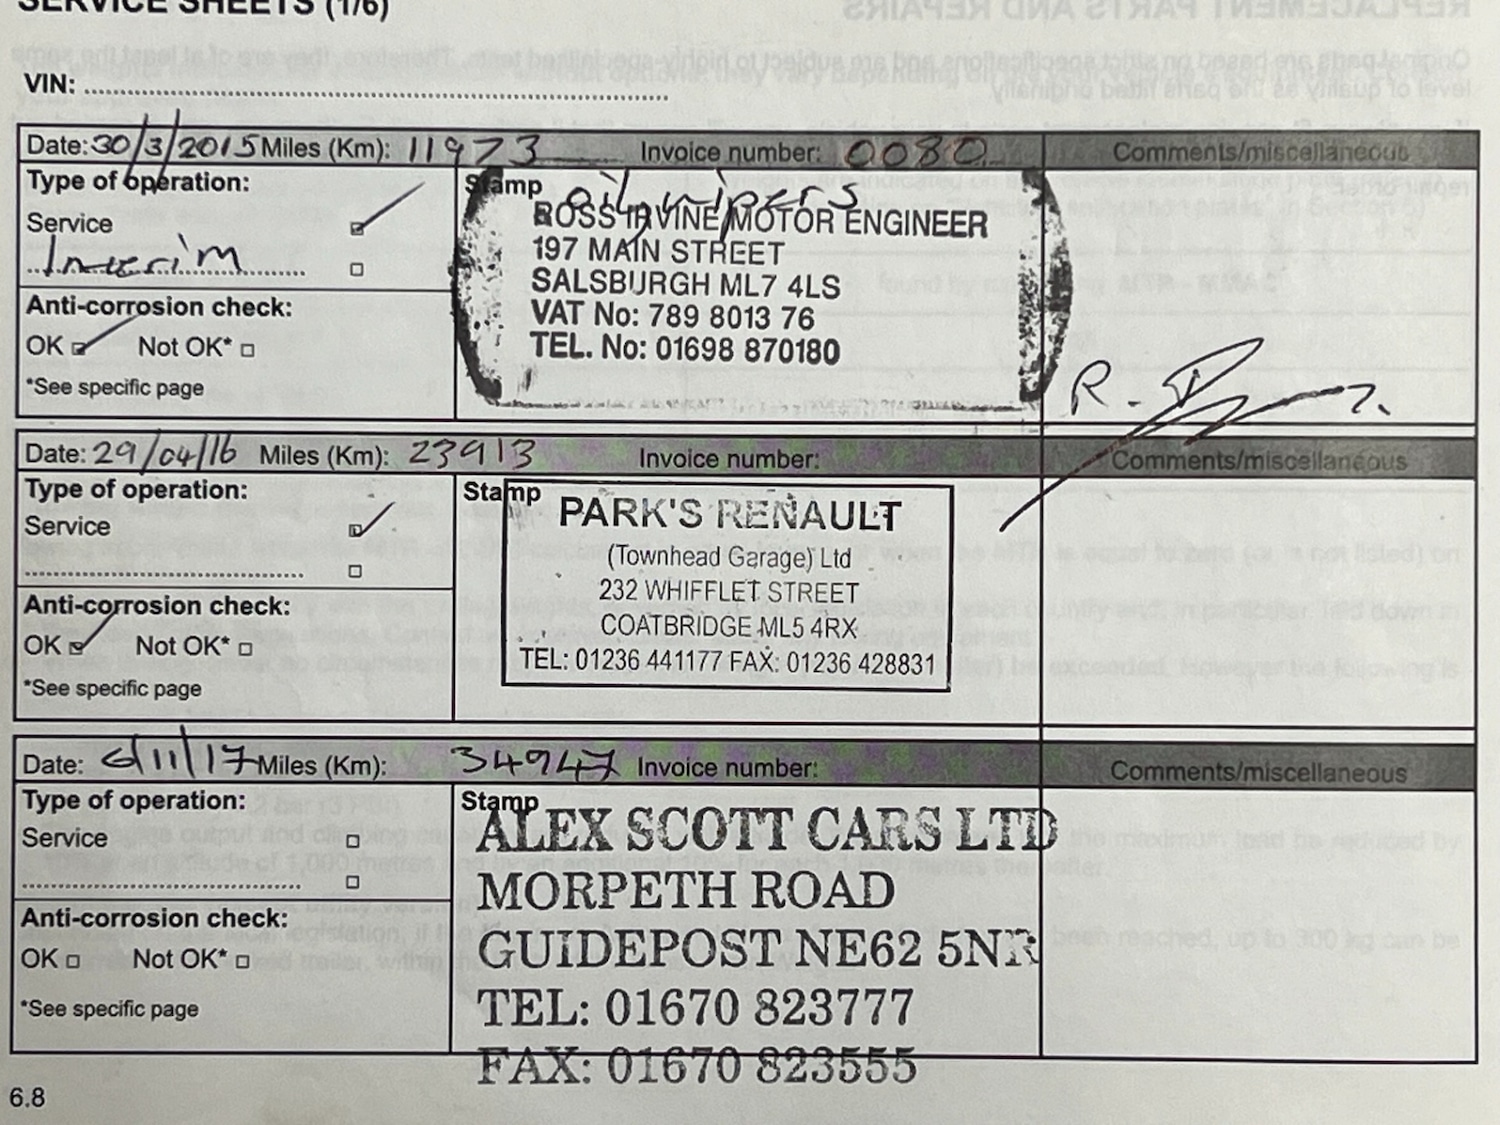 SERVICE SHEETS (1/6)
VIN:
Date: 30/3/2015 Miles (Km): 11973 Invoice number: 0080 Comments/miscellaneous
Type of operation:
Service
Interim
Anti-corrosion check:
OK Not OK*
*See specific page
Stamp oil, wipers
ROSS IRVINE MOTOR ENGINEER
197 MAIN STREET
SALSBURGH ML7 4LS
VAT No: 789 8013 76
TEL. No: 01698 870180
Date: 29/04/16 Miles (Km): 23913 Invoice number: Comments/miscellaneous
Type of operation:
Service
Anti-corrosion check:
OK Not OK*
*See specific page
Stamp
PARK'S RENAULT
(Townhead Garage) Ltd
232 WHIFFLET STREET
COATBRIDGE ML5 4RX
TEL: 01236 441177 FAX: 01236 428831
Date: 6/11/17 Miles (Km): 34947 Invoice number: Comments/miscellaneous
Type of operation:
Service
Anti-corrosion check:
OK Not OK*
*See specific page
Stamp
ALEX SCOTT CARS LTD
MORPETH ROAD
GUIDEPOST NE62 5NR
TEL: 01670 823777
FAX: 01670 823555
6.8